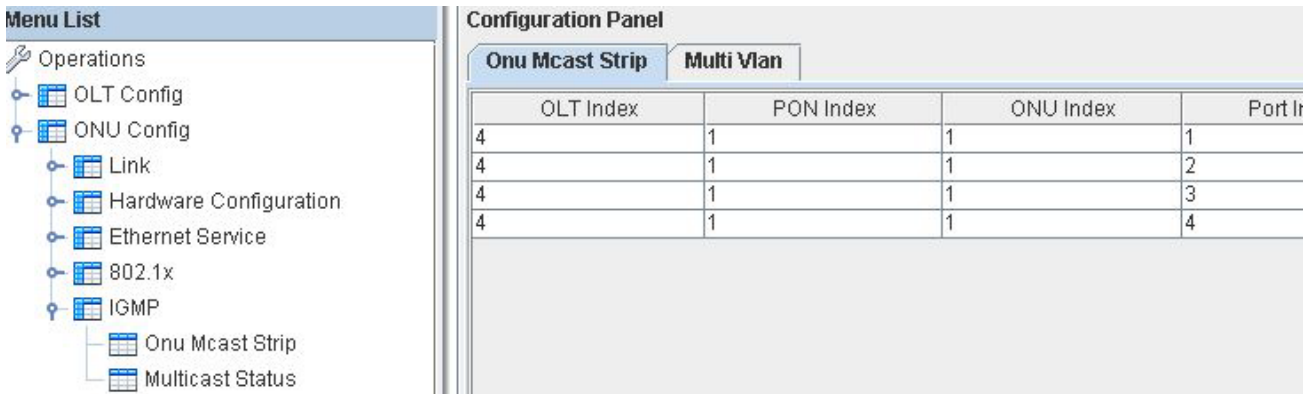 Menu List
Operations
OLT Config
ONU Config
Link
Hardware Configuration
Ethernet Service
802.1x
IGMP
Onu Mcast Strip
Multicast Status
Configuration Panel
Onu Mcast Strip Multi Vlan
OLT Index PON Index ONU Index Port
4 1 1 1
4 1 1 2
4 1 1 3
4 1 1 4